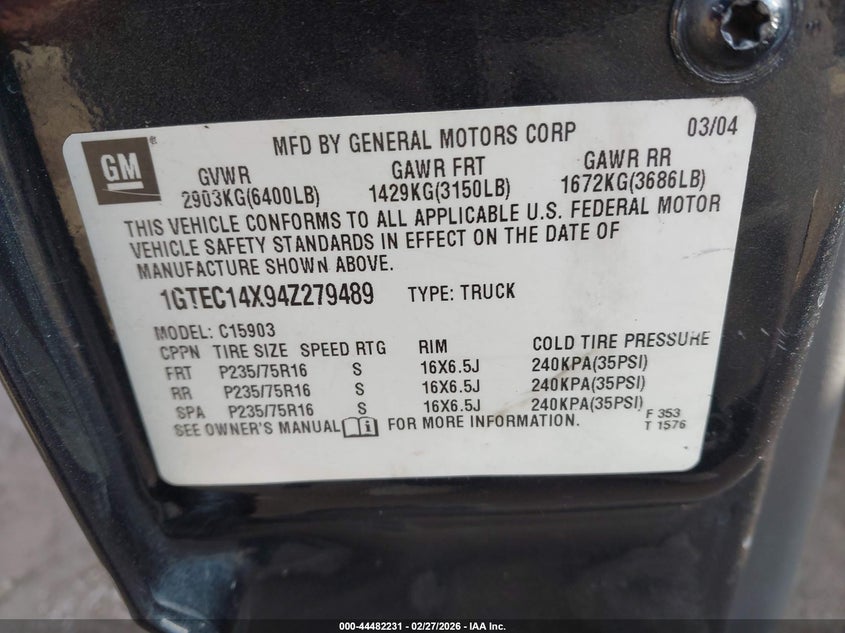 GM®
MFD BY GENERAL MOTORS CORP 03/04
GVWR GAWR FRT GAWR RR
2903KG(6400LB) 1429KG(3150LB) 1672KG(3686LB)
THIS VEHICLE CONFORMS TO ALL APPLICABLE U.S. FEDERAL MOTOR
VEHICLE SAFETY STANDARDS IN EFFECT ON THE DATE OF
MANUFACTURE SHOWN ABOVE.
1GTEC14X94Z279489 TYPE: TRUCK
MODEL: C15903
CPPN TIRE SIZE SPEED RTG RIM COLD TIRE PRESSURE
FRT P235/75R16 S 16X6.5J 240KPA(35PSI)
RR P235/75R16 S 16X6.5J 240KPA(35PSI)
SPA P235/75R16 S 16X6.5J 240KPA(35PSI)
SEE OWNER'S MANUAL i FOR MORE INFORMATION.
F 353
T 1576
000-44482231 | 02/27/2026 - IAA Inc.